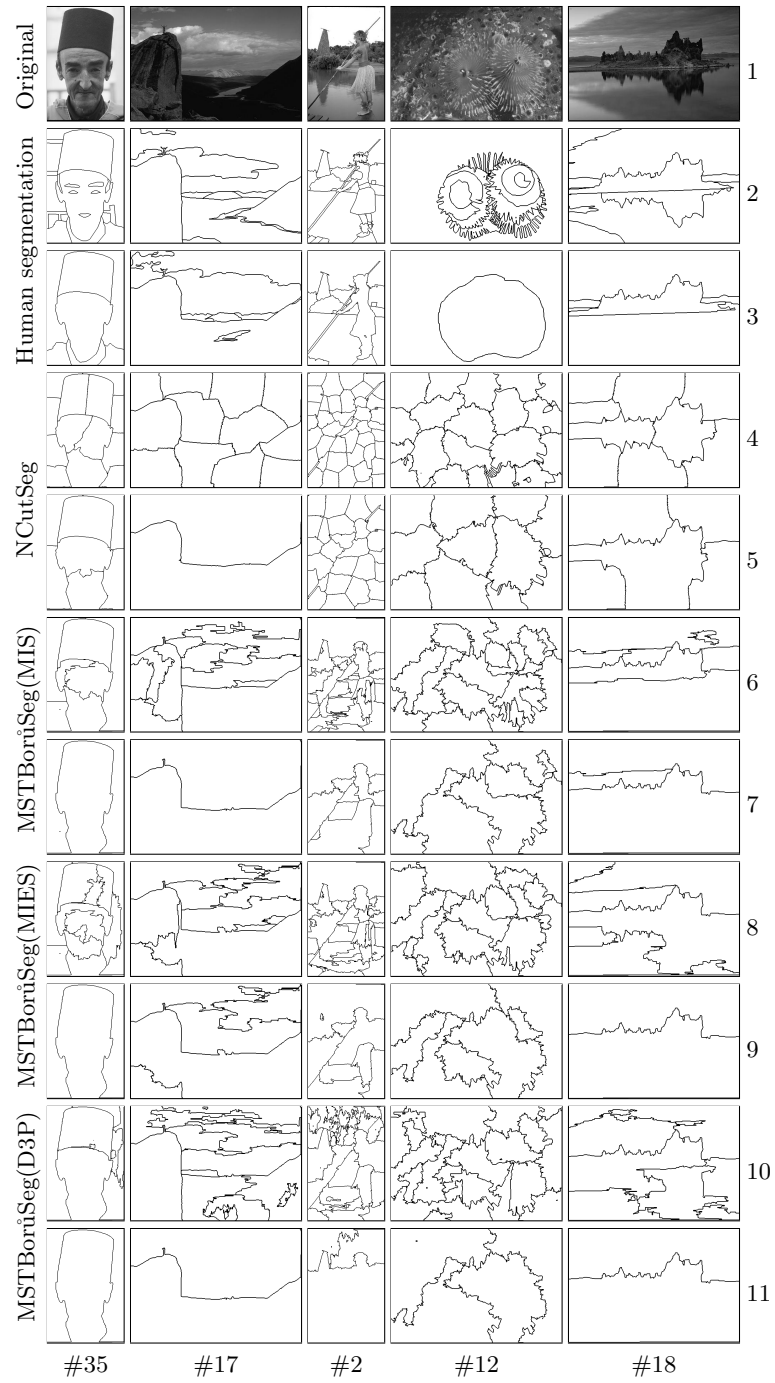 Original
1
Human segmentation
2
3
NCutSeg
4
5
MSTBorůSeg(MIS)
6
7
MSTBorůSeg(MIES)
8
9
MSTBorůSeg(D3P)
10
11
#35 #17 #2 #12 #18